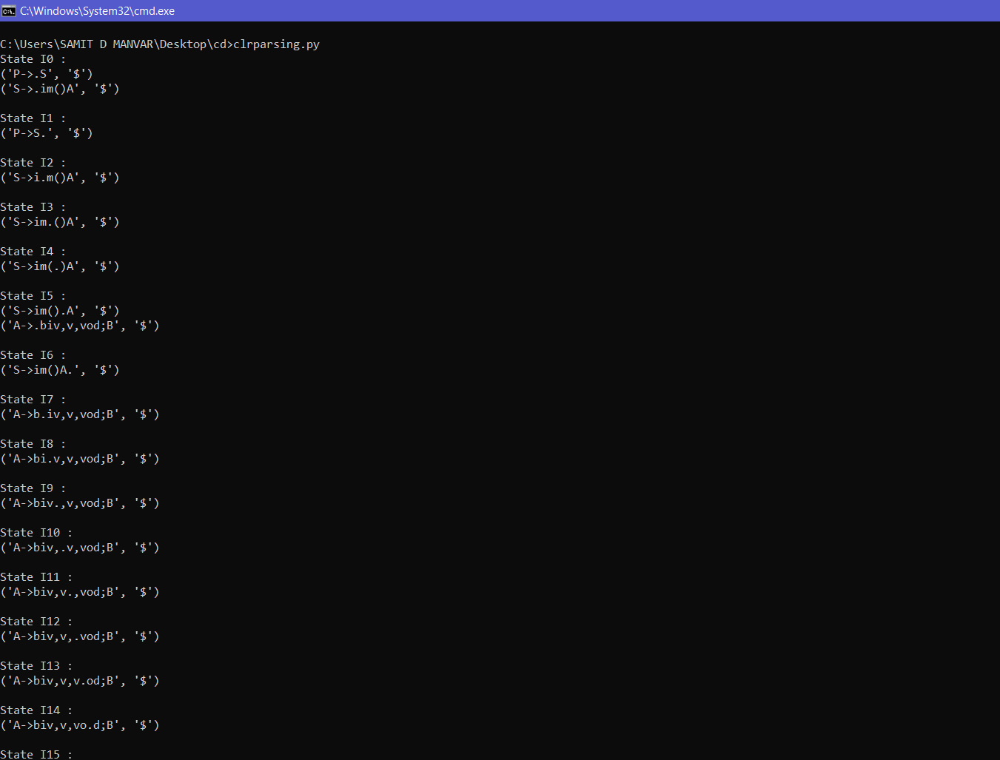 C:\Windows\System32\cmd.exe
C:\Users\SAMIT D MANVAR\Desktop\cd>clrparsing.py
State I0 :
('P->.S', '$')
('S->.im()A', '$')
State I1 :
('P->S.', '$')
State I2 :
('S->i.m()A', '$')
State I3 :
('S->im.()A', '$')
State I4 :
('S->im(.)A', '$')
State I5 :
('S->im().A', '$')
('A->.biv,v,vod;B', '$')
State I6 :
('S->im()A.', '$')
State I7 :
('A->b.iv,v,vod;B', '$')
State I8 :
('A->bi.v,v,vod;B', '$')
State I9 :
('A->biv.,v,vod;B', '$')
State I10 :
('A->biv,.v,vod;B', '$')
State I11 :
('A->biv,v.,vod;B', '$')
State I12 :
('A->biv,v,.vod;B', '$')
State I13 :
('A->biv,v,v.od;B', '$')
State I14 :
('A->biv,v,vo.d;B', '$')
State I15 :